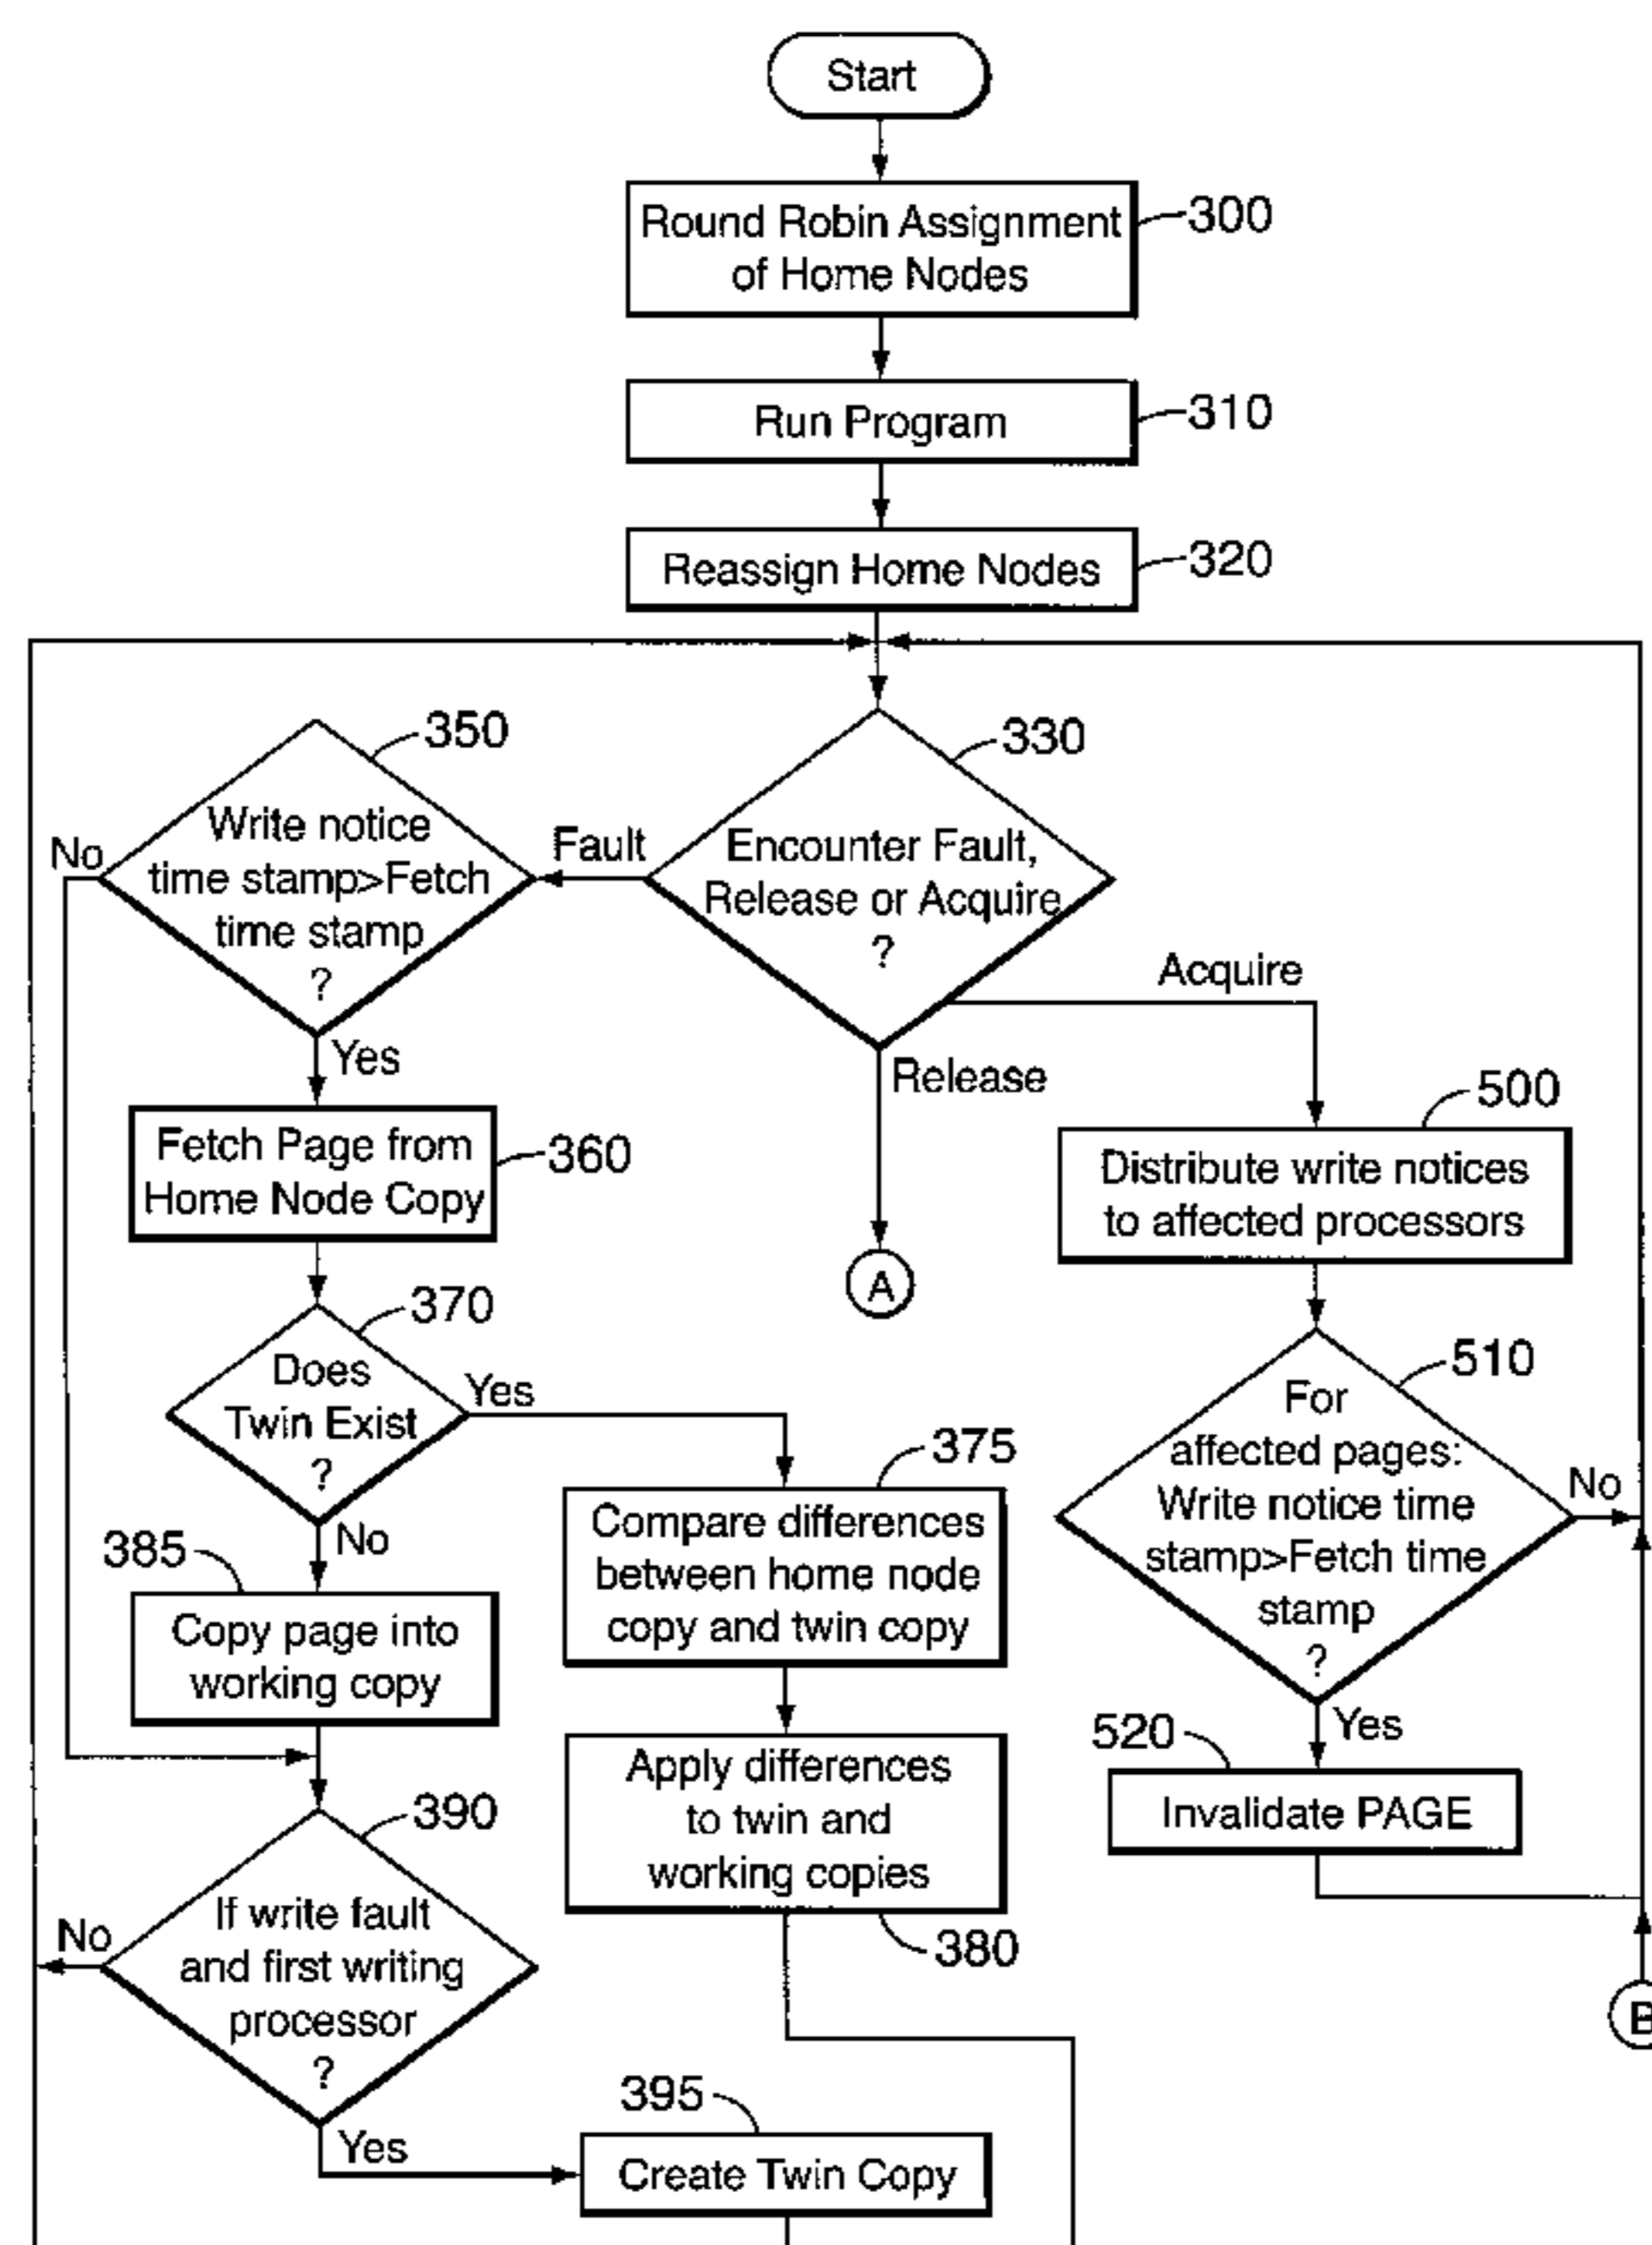 Start
Round Robin Assignment
of Home Nodes
300
Run Program
310
Reassign Home Nodes
320
350
330
Write notice
time stamp>Fetch
time stamp
?
No
Fault
Encounter Fault,
Release or Acquire
?
Acquire
Yes
Release
Fetch Page from
Home Node Copy
360
500
Distribute write notices
to affected processors
A
370
Does
Twin Exist
?
Yes
No
510
For
affected pages:
Write notice time
stamp>Fetch time
stamp
?
No
Yes
375
Compare differences
between home node
copy and twin copy
385
Copy page into
working copy
Apply differences
to twin and
working copies
380
520
Invalidate PAGE
390
If write fault
and first writing
processor
?
No
Yes
B
395
Create Twin Copy